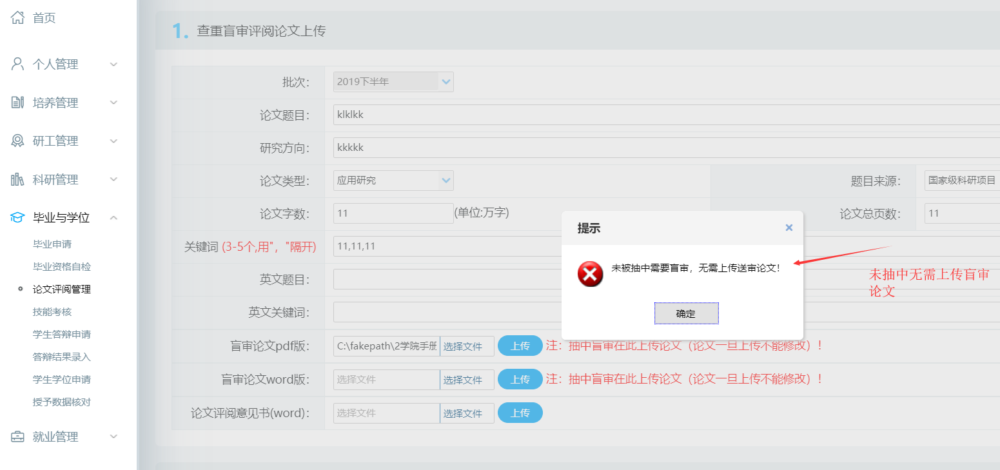 首页
个人管理
培养管理
研工管理
科研管理
毕业与学位
毕业申请
毕业资格自检
论文评阅管理
技能考核
学生答辩申请
答辩结果录入
学生学位申请
授予数据核对
就业管理
1. 查重盲审评阅论文上传
批次： 2019下半年
论文题目： klklkk
研究方向： kkkkk
论文类型： 应用研究 题目来源： 国家级科研项目
论文字数： 11 (单位:万字) 论文总页数： 11
关键词 (3-5个,用"，"隔开) 11,11,11
英文题目：
英文关键词：
盲审论文pdf版： C:\fakepath\2学院手册 选择文件 上传 注：抽中盲审在此上传论文（论文一旦上传不能修改）！
盲审论文word版： 选择文件 选择文件 上传 注：抽中盲审在此上传论文（论文一旦上传不能修改）！
论文评阅意见书(word)： 选择文件 选择文件 上传
提示 ×
未被抽中需要盲审，无需上传送审论文！
确定
未抽中无需上传盲审
论文